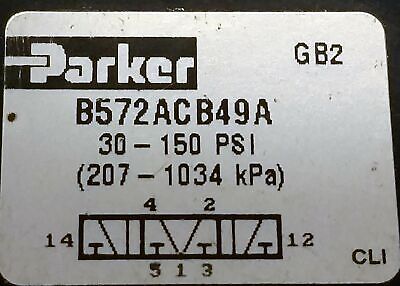 Parker
GB2
B572ACB49A
30-150 PSI
(207-1034 kPa)
4 2
14 12
5 1 3
CLI